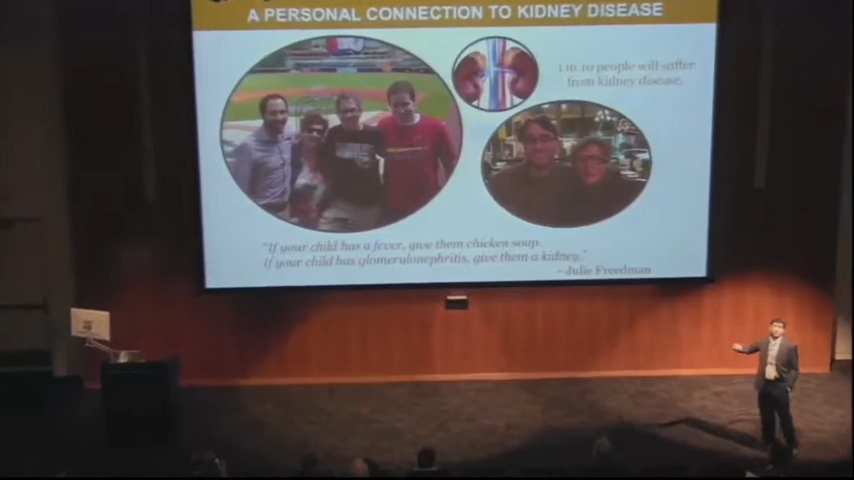 A PERSONAL CONNECTION TO KIDNEY DISEASE
1 in 10 people will suffer
from kidney disease.
"If your child has a fever, give them chicken soup.
If your child has glomerulonephritis, give them a kidney."
- Julie Freedman